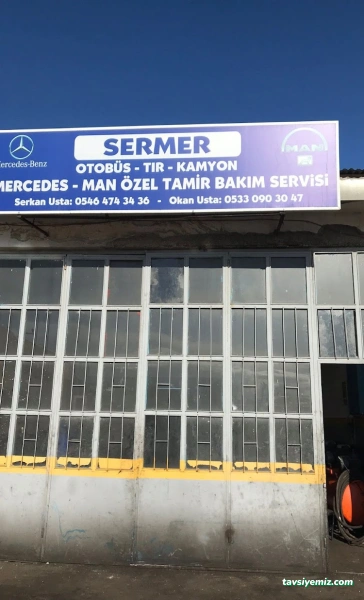 SERMER
Mercedes-Benz
MAN
OTOBÜS - TIR - KAMYON
MERCEDES - MAN ÖZEL TAMİR BAKIM SERVİSİ
Serkan Usta: 0546 474 34 36 - Okan Usta: 0533 090 30 47
tavsiyemiz.com